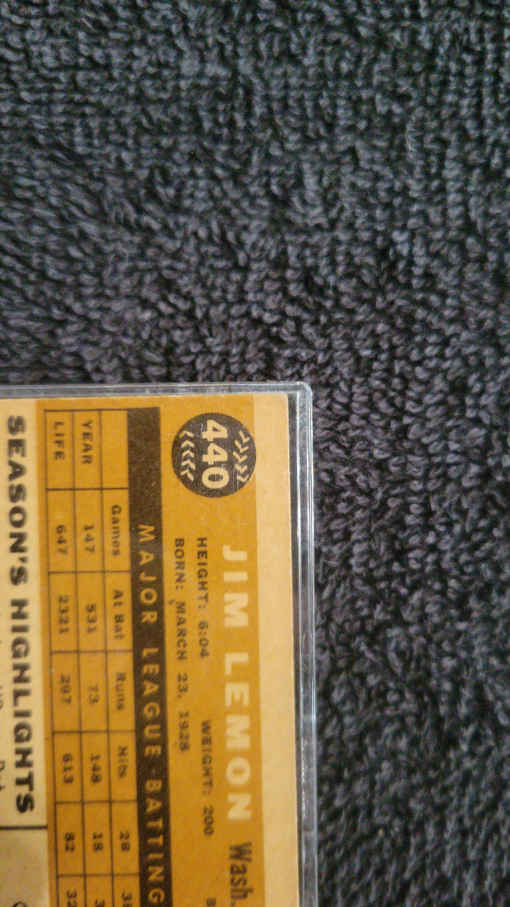 440
JIM LEMON Wash.
HEIGHT: 6:04 WEIGHT: 200
BORN: MARCH 23, 1928
MAJOR LEAGUE BATTING
Games At Bat Runs Hits 2B
YEAR 147 531 73 148 18
LIFE 647 2321 297 613 82
SEASON'S HIGHLIGHTS